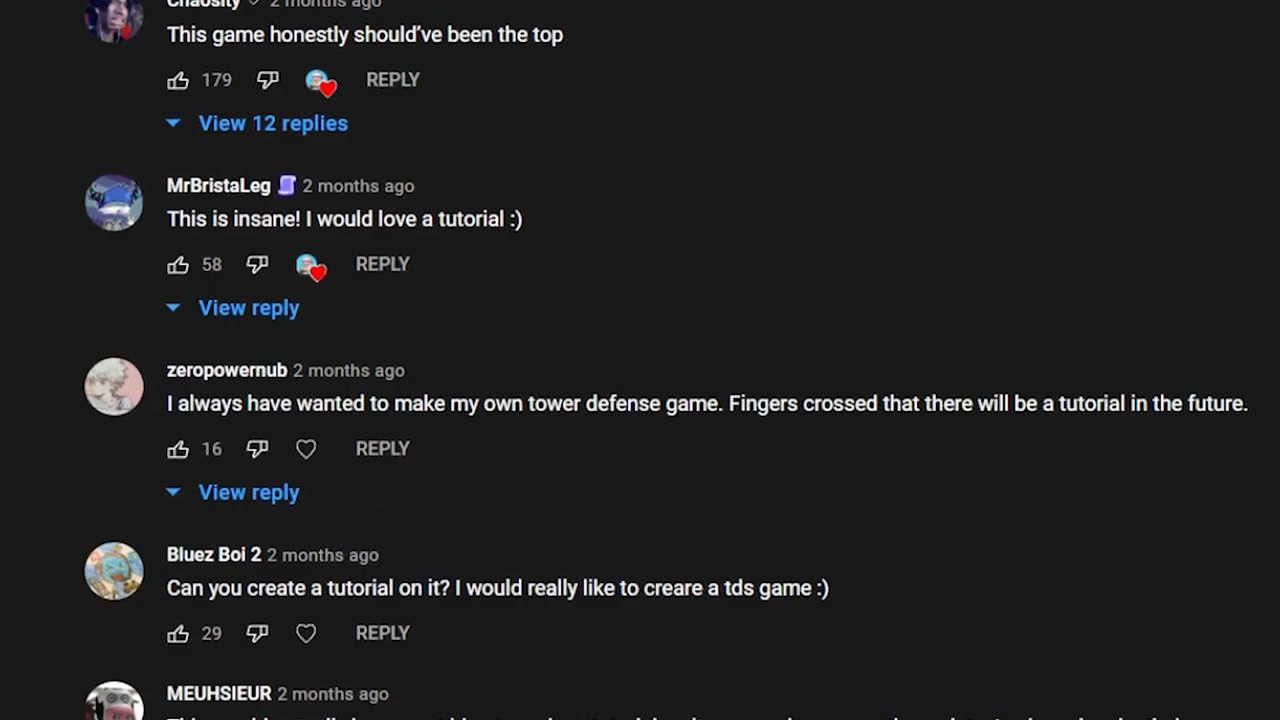 Chaosity 2 months ago
This game honestly should've been the top
179 REPLY
View 12 replies
MrBristaLeg 2 months ago
This is insane! I would love a tutorial :)
58 REPLY
View reply
zeropowernub 2 months ago
I always have wanted to make my own tower defense game. Fingers crossed that there will be a tutorial in the future.
16 REPLY
View reply
Bluez Boi 2 2 months ago
Can you create a tutorial on it? I would really like to creare a tds game :)
29 REPLY
MEUHSIEUR 2 months ago